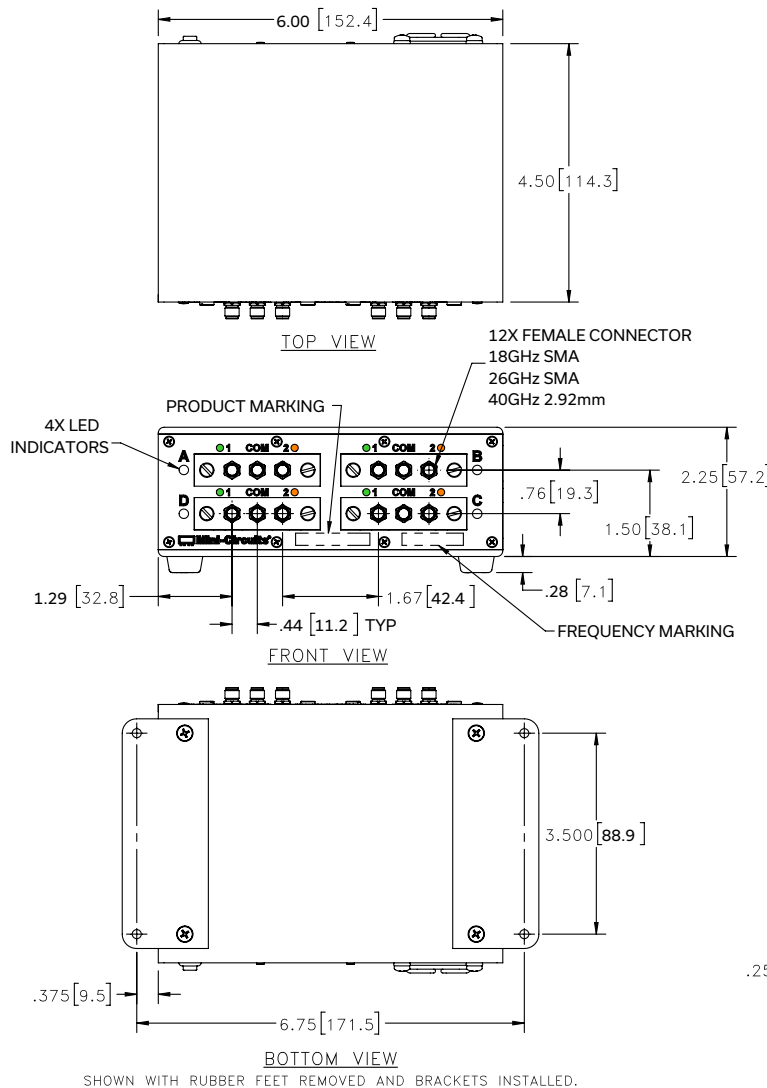 6.00 [152.4]
4.50[114.3]
TOP VIEW
12X FEMALE CONNECTOR
18GHz SMA
26GHz SMA
40GHz 2.92mm
PRODUCT MARKING
4X LED
INDICATORS
A 1 COM 2 1 COM 2 B
D 1 COM 2 1 COM 2 C
Mini-Circuits®
.76 [19.3]
2.25 [57.2]
1.50[38.1]
.28 [7.1]
1.29 [32.8]
1.67[42.4]
.44 [11.2] TYP
FREQUENCY MARKING
FRONT VIEW
3.500[88.9]
.375[9.5]
6.75[171.5]
BOTTOM VIEW
SHOWN WITH RUBBER FEET REMOVED AND BRACKETS INSTALLED.